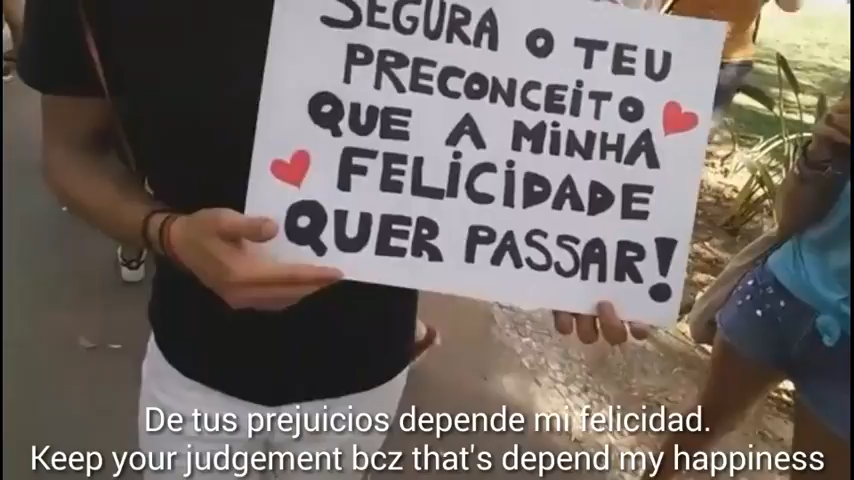 SEGURA O TEU
PRECONCEiTO
QUE A MiNHA
FELiCiDADE
QUER PASSAR!
De tus prejuicios depende mi felicidad.
Keep your judgement bcz that's depend my happiness